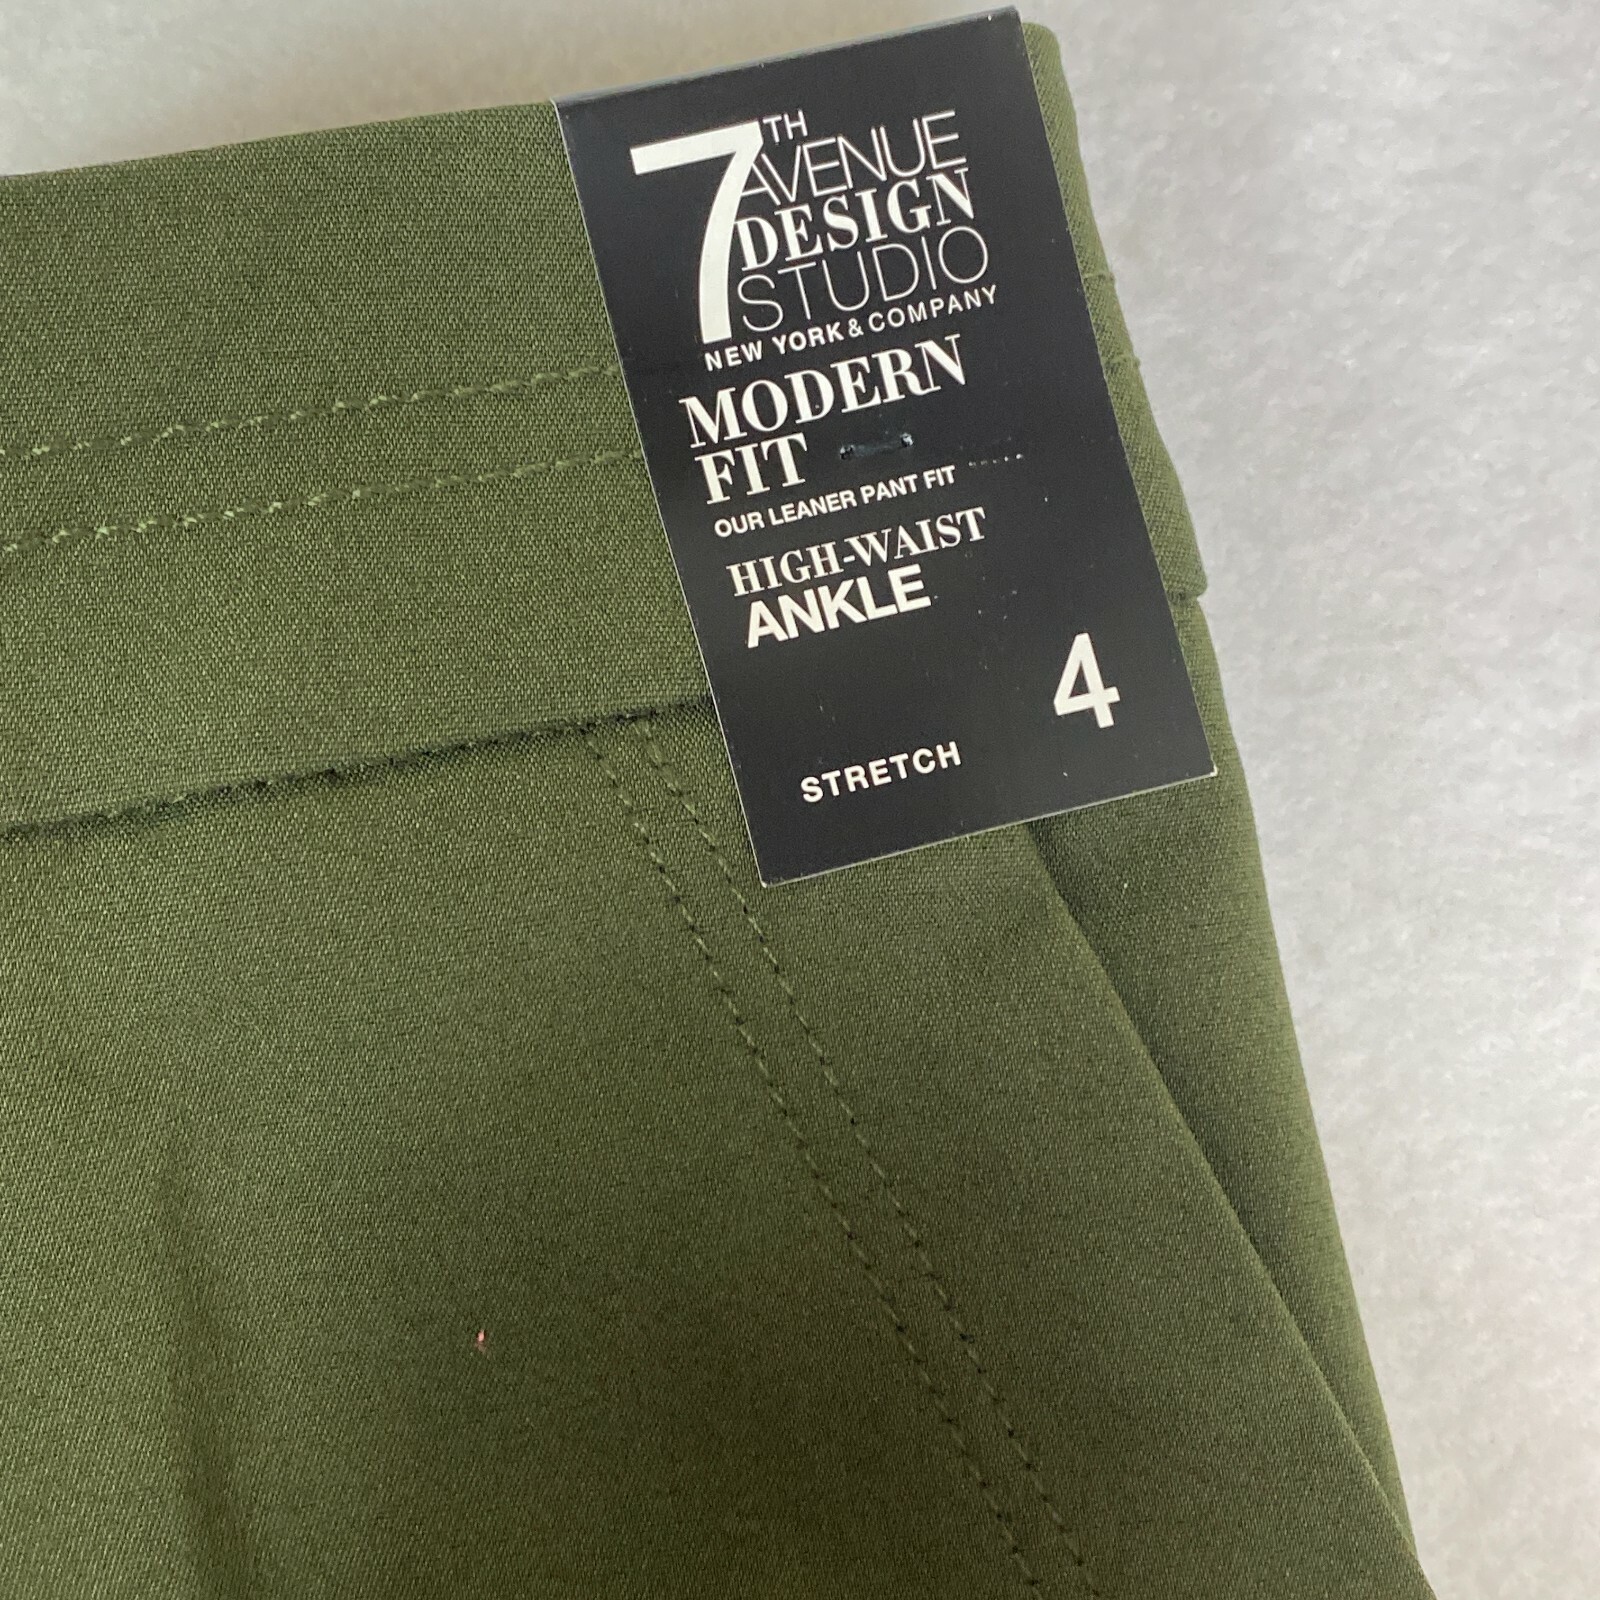 7TH
AVENUE
DESIGN
STUDIO
NEW YORK & COMPANY
MODERN
FIT
OUR LEANER PANT FIT
HIGH-WAIST
ANKLE
4
STRETCH